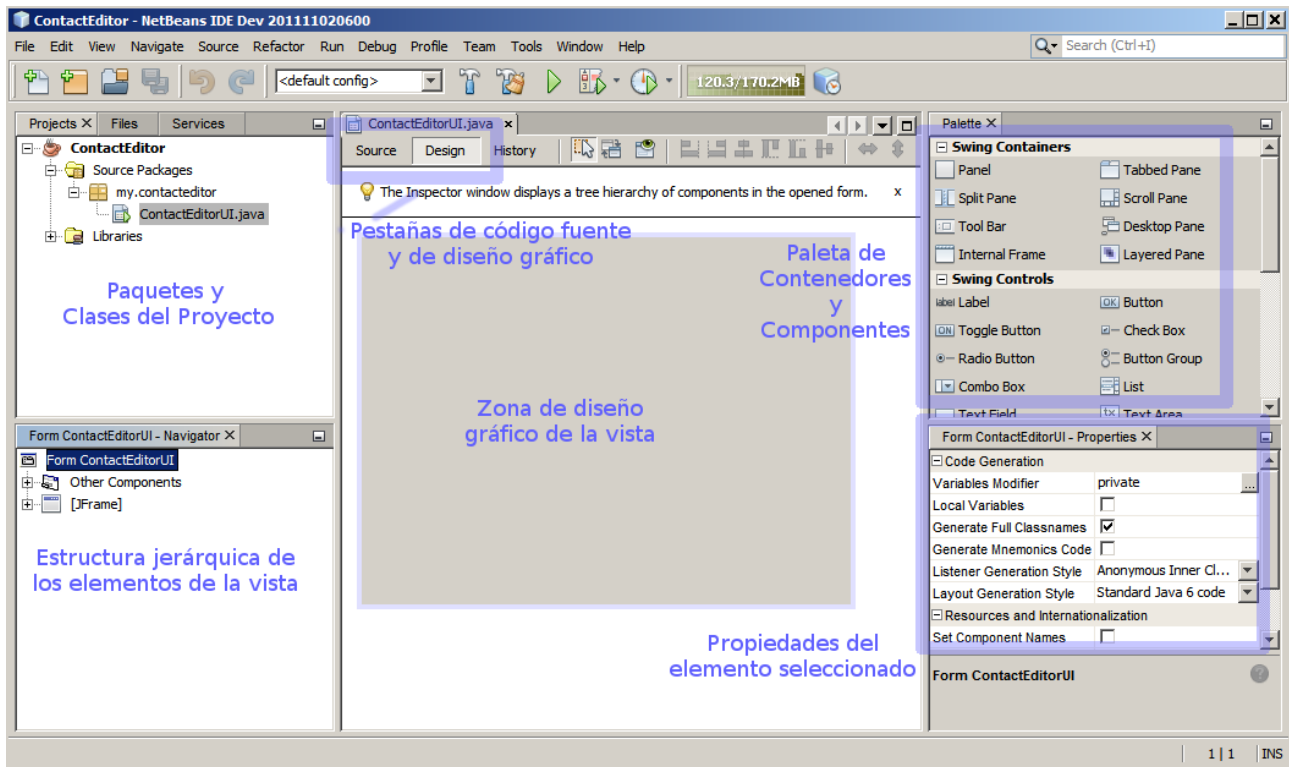 ContactEditor - NetBeans IDE Dev 201111020600
File Edit View Navigate Source Refactor Run Debug Profile Team Tools Window Help
Search (Ctrl+I)
<default config>
120.3/170.2MB
Projects Files Services
ContactEditor
Source Packages
my.contacteditor
ContactEditorUI.java
Libraries
Paquetes y
Clases del Proyecto
Form ContactEditorUI - Navigator
Form ContactEditorUI
Other Components
[JFrame]
Estructura jerárquica de
los elementos de la vista
ContactEditorUI.java
Source Design History
The Inspector window displays a tree hierarchy of components in the opened form. x
Pestañas de código fuente
y de diseño gráfico
Paleta de
Contenedores
y
Componentes
Zona de diseño
gráfico de la vista
Propiedades del
elemento seleccionado
Palette
Swing Containers
Panel Tabbed Pane
Split Pane Scroll Pane
Tool Bar Desktop Pane
Internal Frame Layered Pane
Swing Controls
label Label OK Button
ON Toggle Button Check Box
Radio Button Button Group
Combo Box List
Text Field tx Text Area
Form ContactEditorUI - Properties
Code Generation
Variables Modifier private ...
Local Variables
Generate Full Classnames
Generate Mnemonics Code
Listener Generation Style Anonymous Inner Cl...
Layout Generation Style Standard Java 6 code
Resources and Internationalization
Set Component Names
Form ContactEditorUI
?
1|1 INS